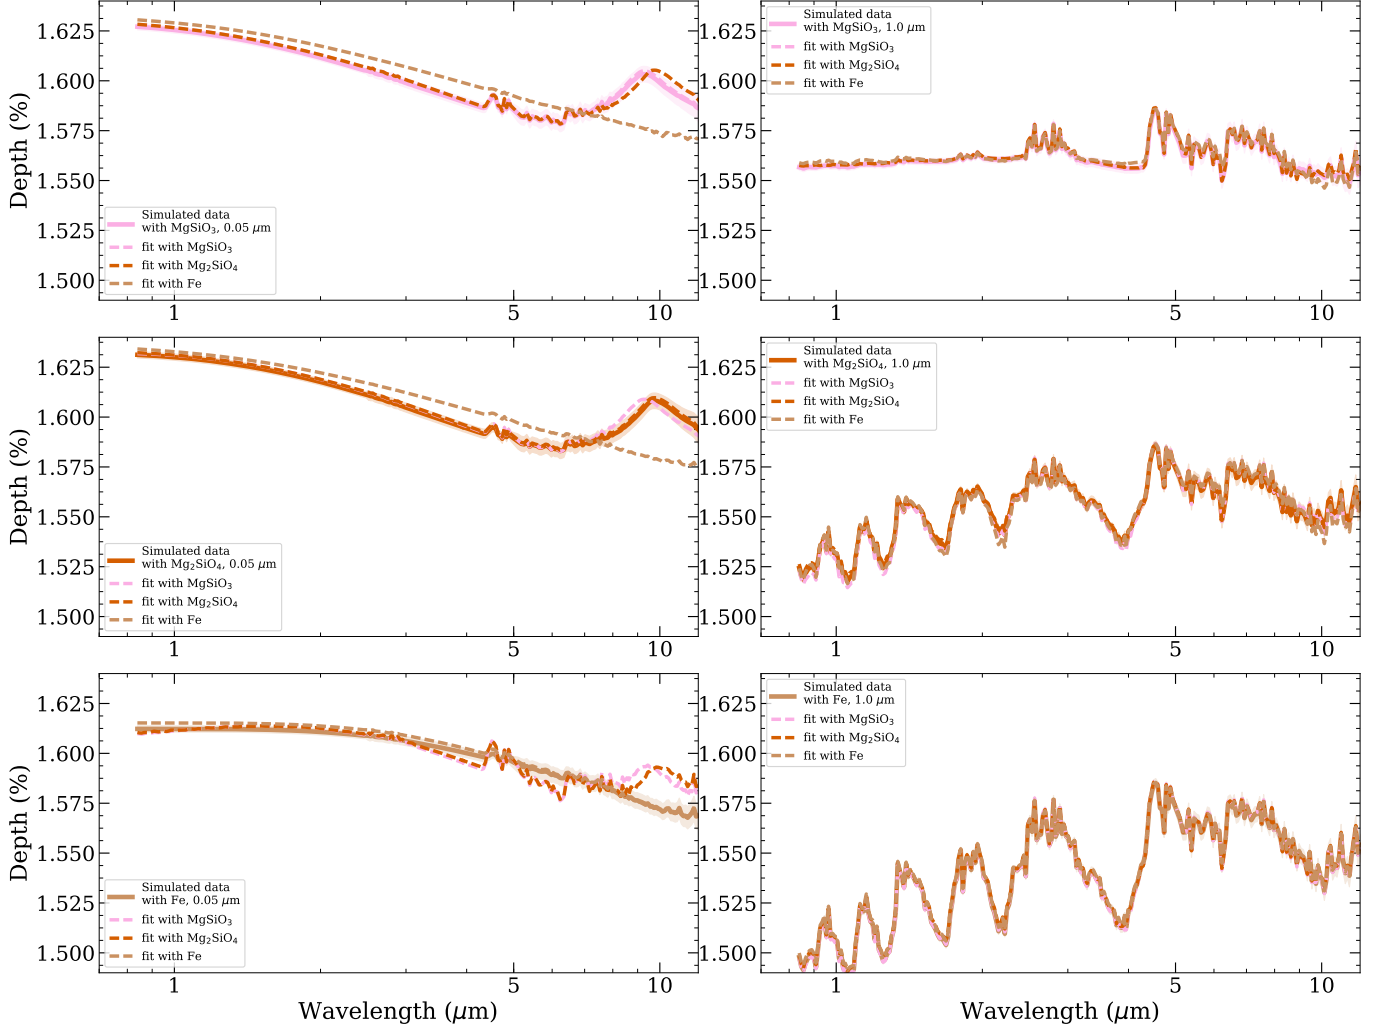 1.625
1.600
1.575
1.550
1.525
1.500
Depth (%)
Simulated data
with MgSiO₃, 0.05 μm
fit with MgSiO₃
fit with Mg₂SiO₄
fit with Fe
1
5
10
1.625
1.600
1.575
1.550
1.525
1.500
Simulated data
with MgSiO₃, 1.0 μm
fit with MgSiO₃
fit with Mg₂SiO₄
fit with Fe
1
5
10
1.625
1.600
1.575
1.550
1.525
1.500
Depth (%)
Simulated data
with Mg₂SiO₄, 0.05 μm
fit with MgSiO₃
fit with Mg₂SiO₄
fit with Fe
1
5
10
1.625
1.600
1.575
1.550
1.525
1.500
Simulated data
with Mg₂SiO₄, 1.0 μm
fit with MgSiO₃
fit with Mg₂SiO₄
fit with Fe
1
5
10
1.625
1.600
1.575
1.550
1.525
1.500
Depth (%)
Simulated data
with Fe, 0.05 μm
fit with MgSiO₃
fit with Mg₂SiO₄
fit with Fe
1
5
10
Wavelength (μm)
1.625
1.600
1.575
1.550
1.525
1.500
Simulated data
with Fe, 1.0 μm
fit with MgSiO₃
fit with Mg₂SiO₄
fit with Fe
1
5
10
Wavelength (μm)